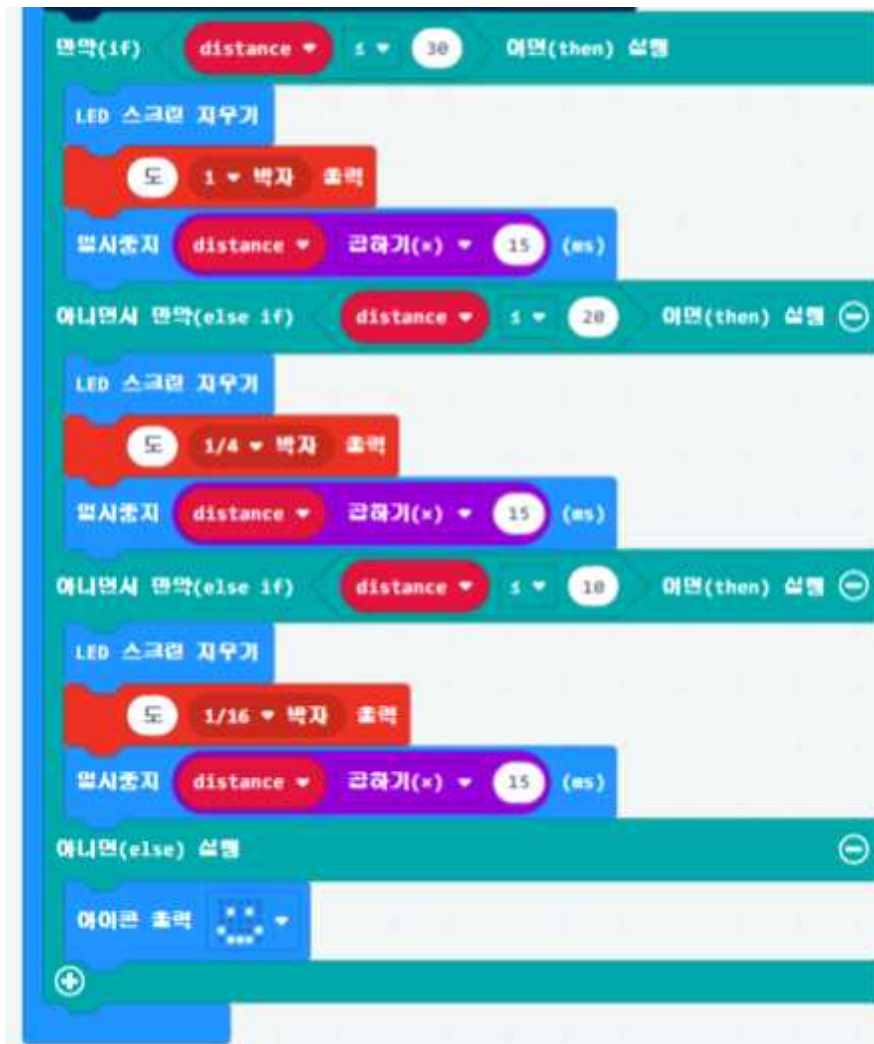 만약(if) distance ≤ 30 이면(then) 실행
LED 스크린 지우기
도 1 박자 출력
일시중지 distance 곱하기(×) 15 (ms)
아니면서 만약(else if) distance ≤ 20 이면(then) 실행
LED 스크린 지우기
도 1/4 박자 출력
일시중지 distance 곱하기(×) 15 (ms)
아니면서 만약(else if) distance ≤ 10 이면(then) 실행
LED 스크린 지우기
도 1/16 박자 출력
일시중지 distance 곱하기(×) 15 (ms)
아니면(else) 실행
아이콘 출력